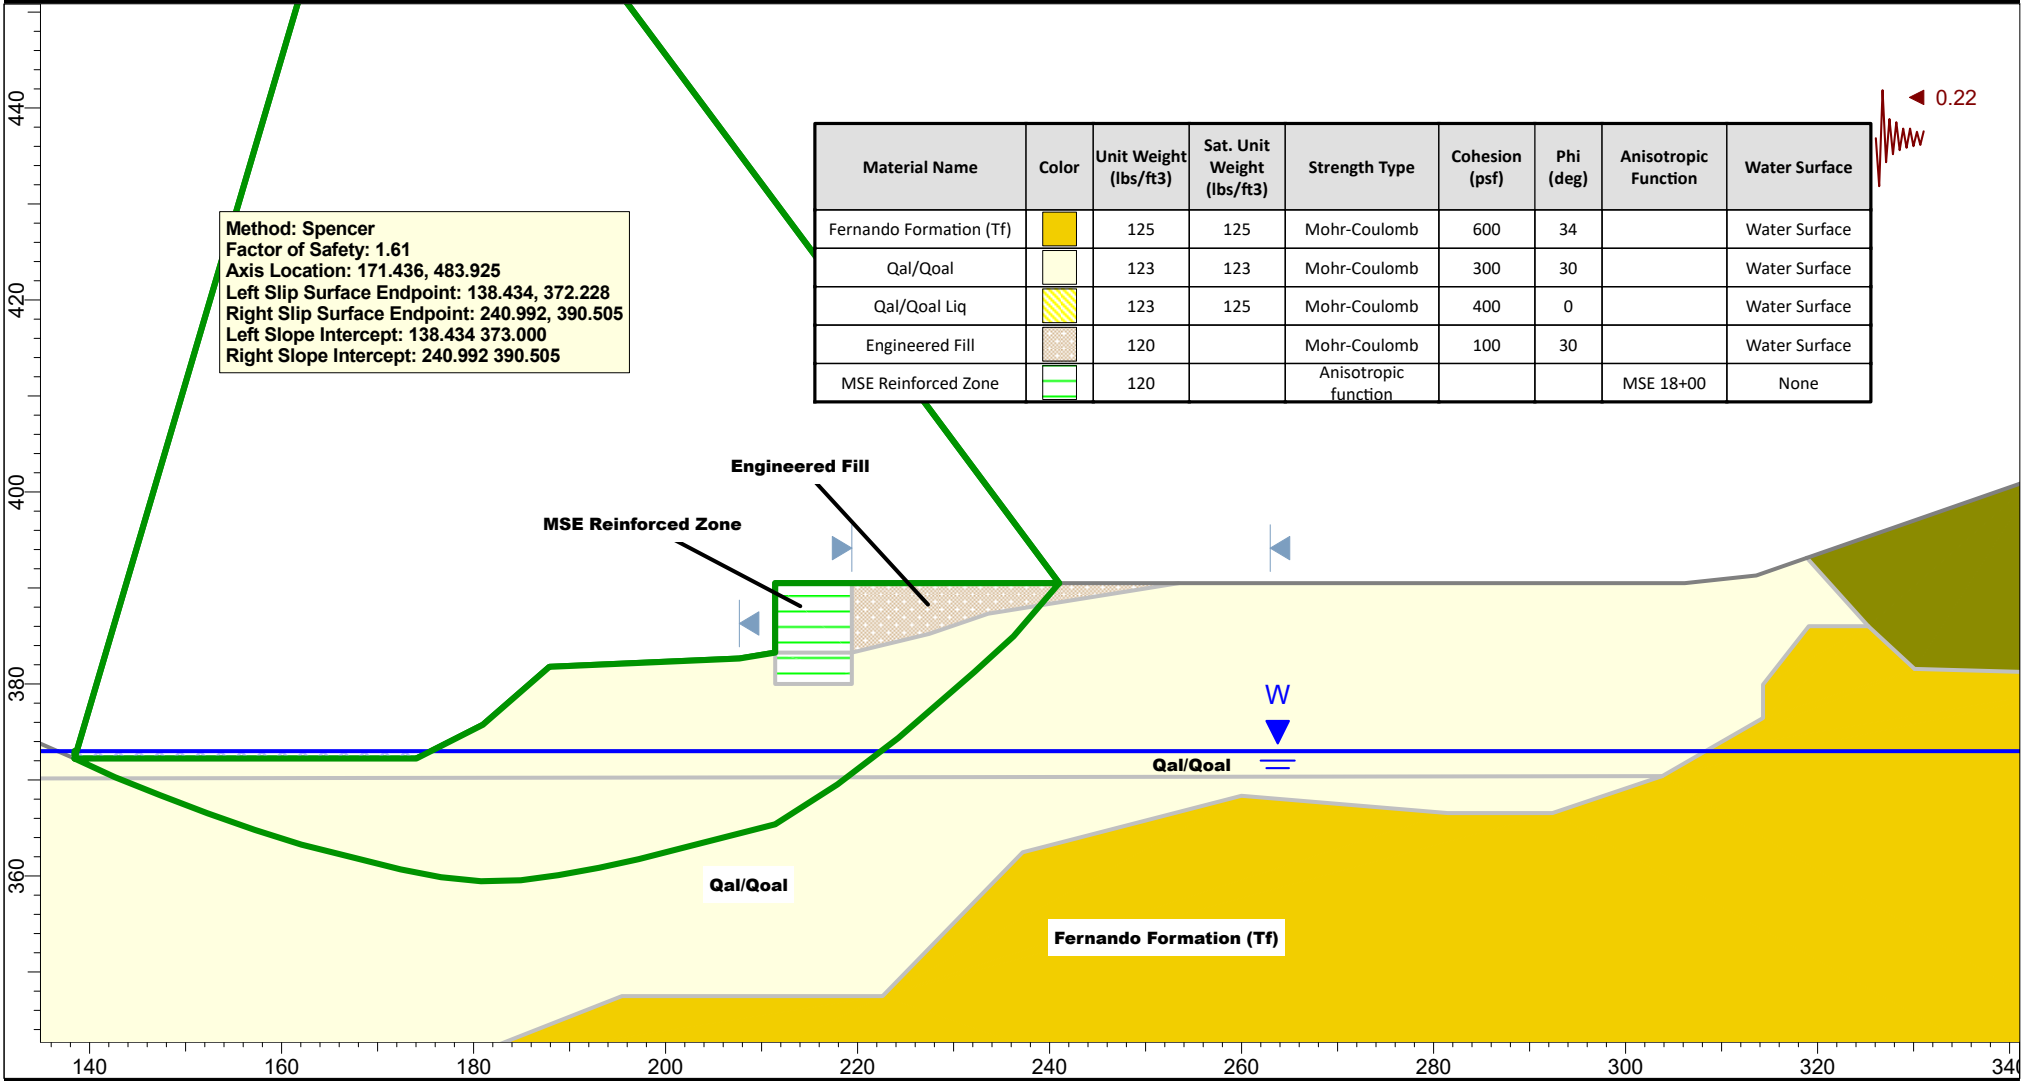 440
420
400
380
360
0.22
Material Name Color Unit Weight (lbs/ft3) Sat. Unit Weight (lbs/ft3) Strength Type Cohesion (psf) Phi (deg) Anisotropic Function Water Surface
Fernando Formation (Tf) 125 125 Mohr-Coulomb 600 34 Water Surface
Qal/Qoal 123 123 Mohr-Coulomb 300 30 Water Surface
Qal/Qoal Liq 123 125 Mohr-Coulomb 400 0 Water Surface
Engineered Fill 120 Mohr-Coulomb 100 30 Water Surface
MSE Reinforced Zone 120 Anisotropic function MSE 18+00 None
Method: Spencer
Factor of Safety: 1.61
Axis Location: 171.436, 483.925
Left Slip Surface Endpoint: 138.434, 372.228
Right Slip Surface Endpoint: 240.992, 390.505
Left Slope Intercept: 138.434 373.000
Right Slope Intercept: 240.992 390.505
Engineered Fill
MSE Reinforced Zone
W
Qal/Qoal
Qal/Qoal
Fernando Formation (Tf)
140 160 180 200 220 240 260 280 300 320 340